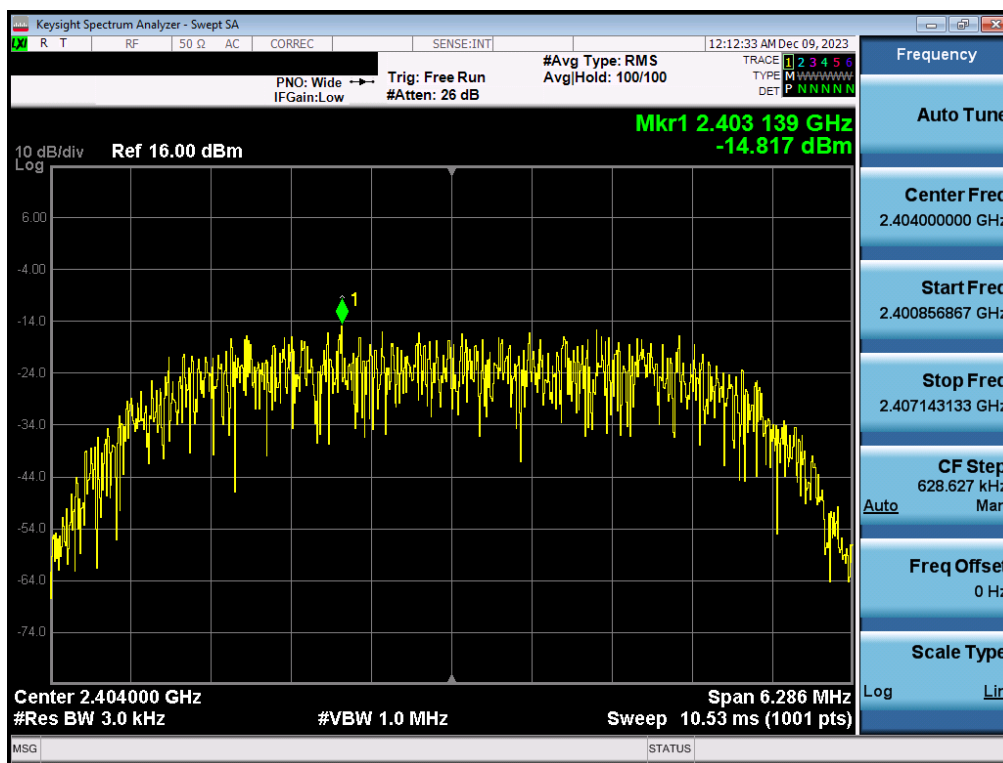 Keysight Spectrum Analyzer - Swept SA
LXI R T RF 50 Ω AC CORREC SENSE:INT 12:12:33 AM Dec 09, 2023
PNO: Wide
IFGain:Low
Trig: Free Run
#Atten: 26 dB
#Avg Type: RMS
Avg|Hold: 100/100
TRACE 1 2 3 4 5 6
TYPE M W W W W W
DET P N N N N N
Mkr1 2.403 139 GHz
-14.817 dBm
10 dB/div Ref 16.00 dBm
Log
6.00
-4.00
1
-14.0
-24.0
-34.0
-44.0
-54.0
-64.0
-74.0
Center 2.404000 GHz Span 6.286 MHz
#Res BW 3.0 kHz #VBW 1.0 MHz Sweep 10.53 ms (1001 pts)
MSG STATUS
Frequency
Auto Tune
Center Freq
2.404000000 GHz
Start Freq
2.400856867 GHz
Stop Freq
2.407143133 GHz
CF Step
628.627 kHz
Auto Man
Freq Offset
0 Hz
Scale Type
Log Lin